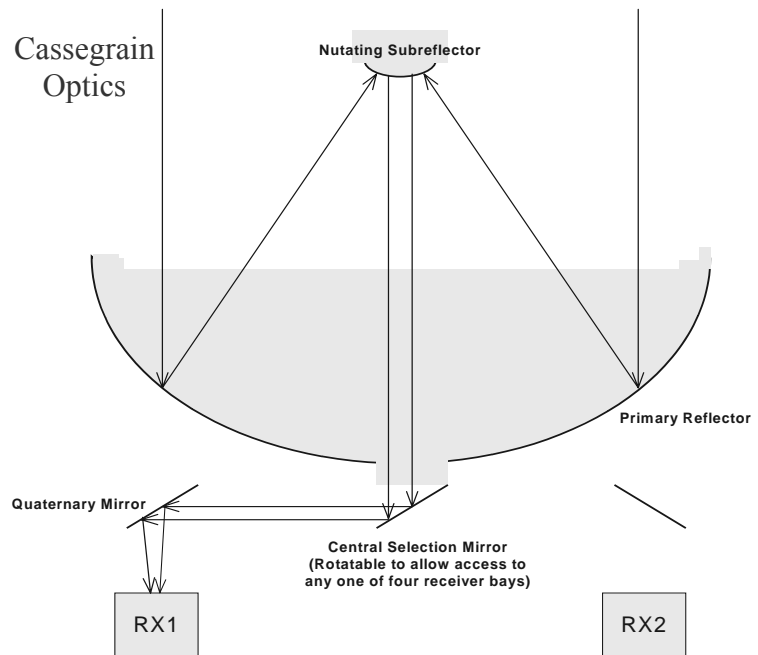 Cassegrain
Optics
Nutating Subreflector
Primary Reflector
Quaternary Mirror
Central Selection Mirror
(Rotatable to allow access to
any one of four receiver bays)
RX1
RX2